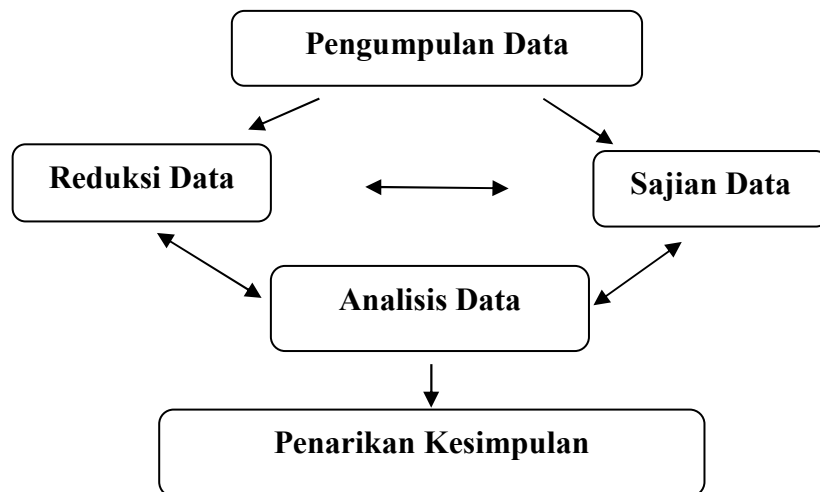 Pengumpulan Data
Reduksi Data
Sajian Data
Analisis Data
Penarikan Kesimpulan